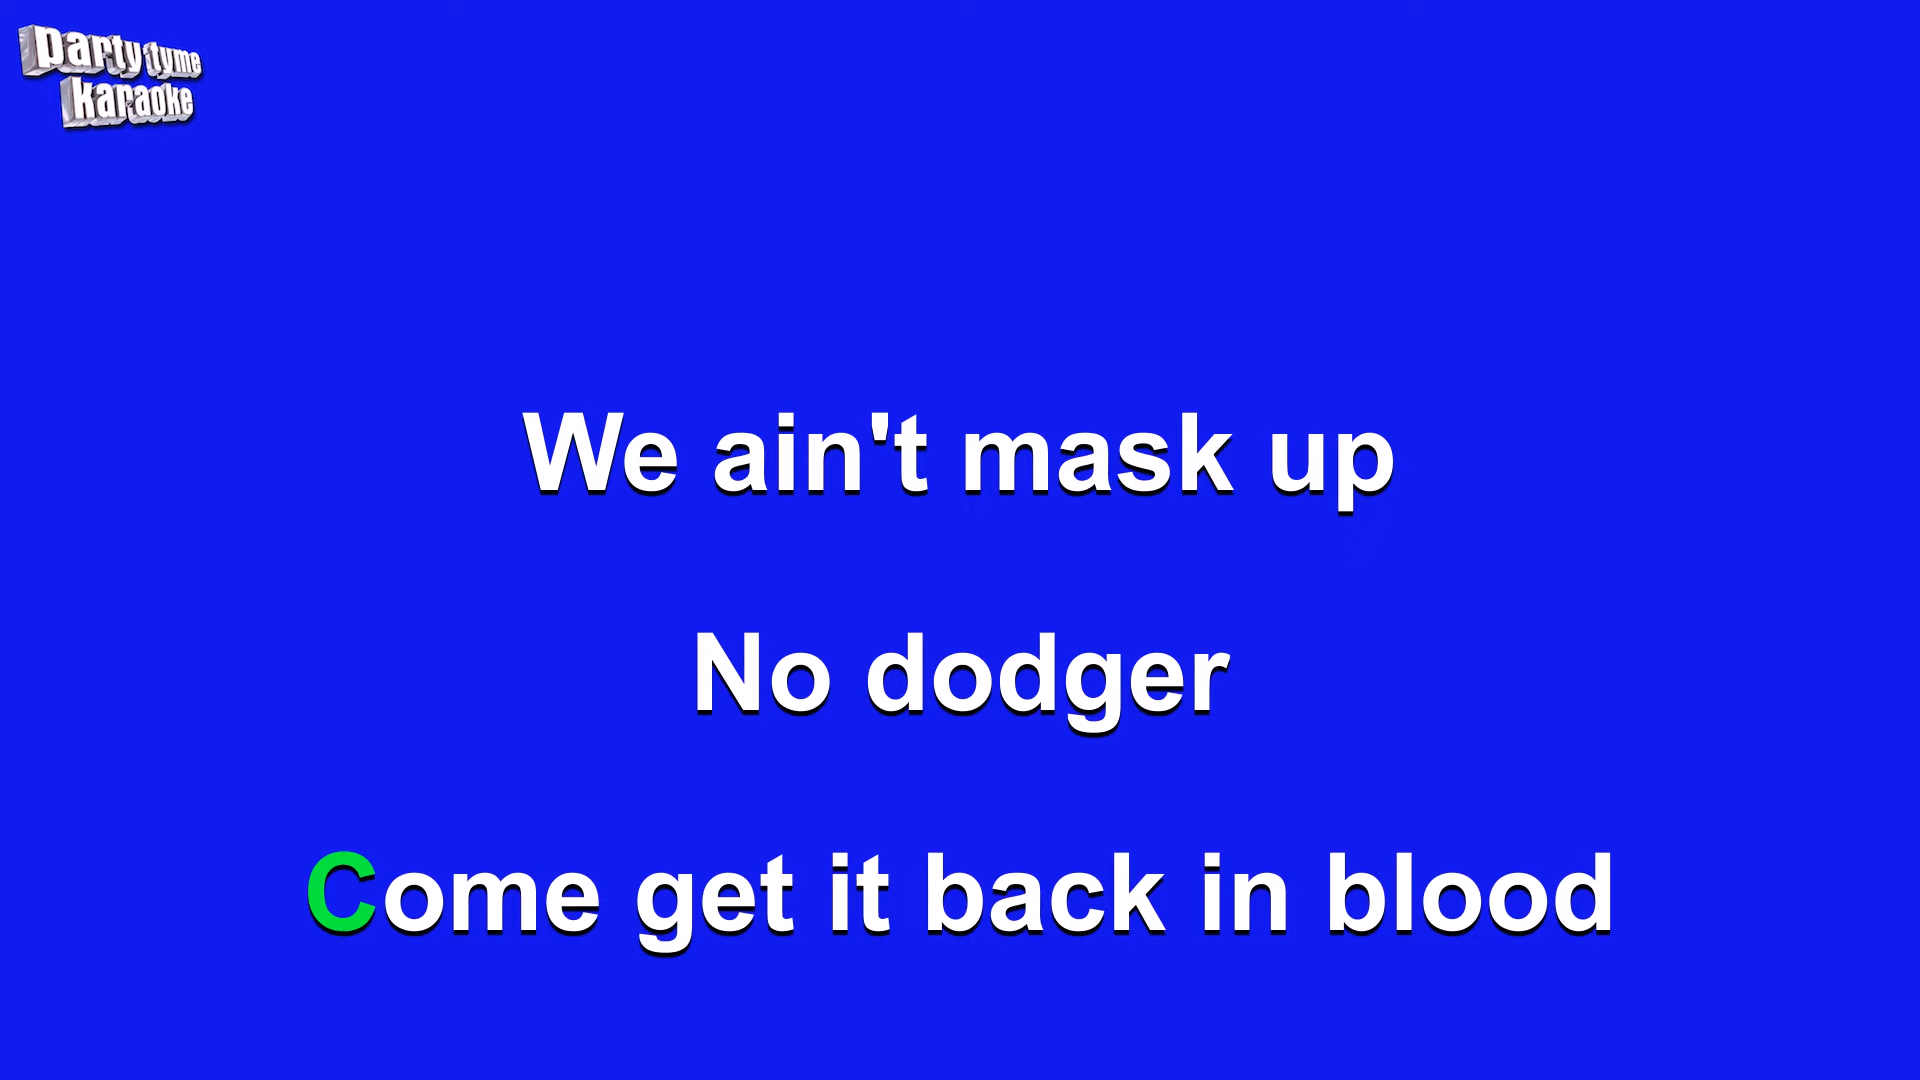 party tyme
karaoke
We ain't mask up
No dodger
Come get it back in blood